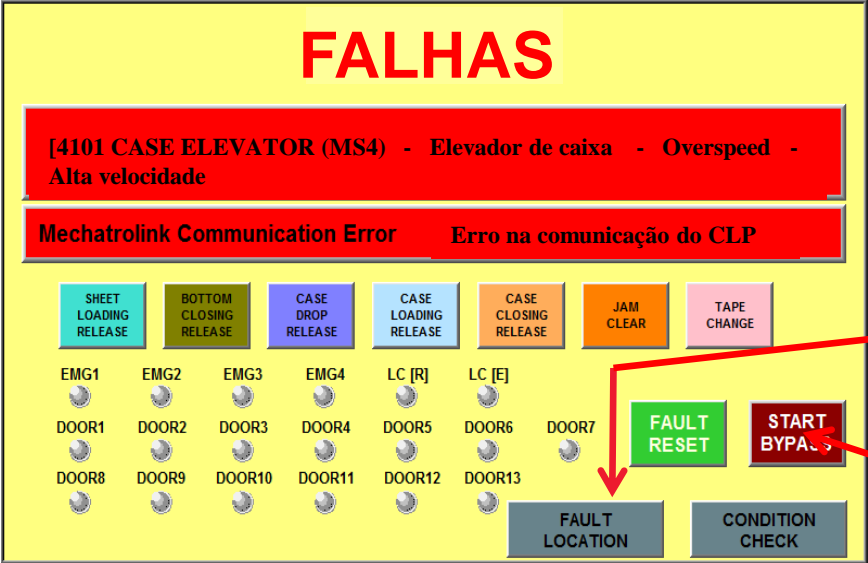 FALHAS
[4101 CASE ELEVATOR (MS4) - Elevador de caixa - Overspeed -
Alta velocidade
Mechatrolink Communication Error Erro na comunicação do CLP
SHEET
LOADING
RELEASE
BOTTOM
CLOSING
RELEASE
CASE
DROP
RELEASE
CASE
LOADING
RELEASE
CASE
CLOSING
RELEASE
JAM
CLEAR
TAPE
CHANGE
EMG1 EMG2 EMG3 EMG4 LC [R] LC [E]
DOOR1 DOOR2 DOOR3 DOOR4 DOOR5 DOOR6 DOOR7
DOOR8 DOOR9 DOOR10 DOOR11 DOOR12 DOOR13
FAULT
RESET
START
BYPASS
FAULT
LOCATION
CONDITION
CHECK